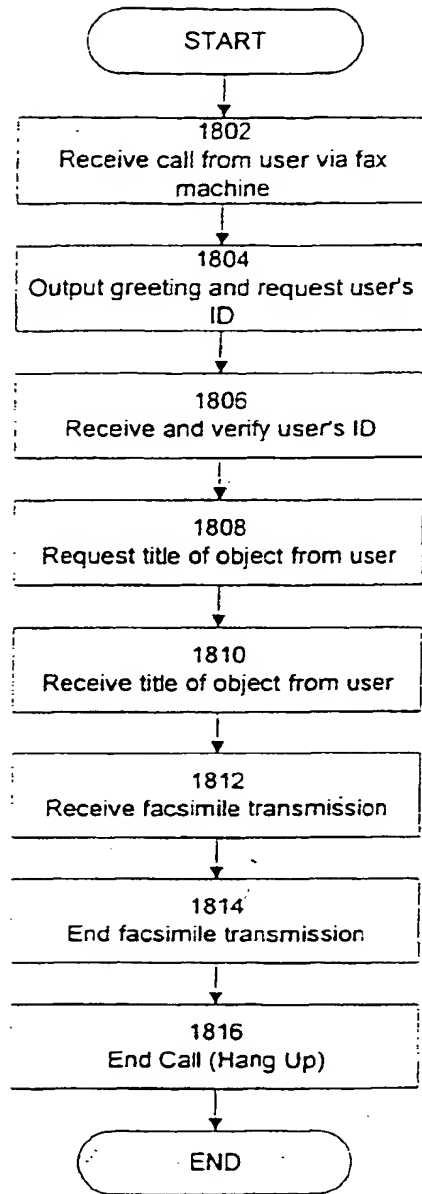 START
1802
Receive call from user via fax
machine
1804
Output greeting and request user's
ID
1806
Receive and verify user's ID
1808
Request title of object from user
1810
Receive title of object from user
1812
Receive facsimile transmission
1814
End facsimile transmission
1816
End Call (Hang Up)
END